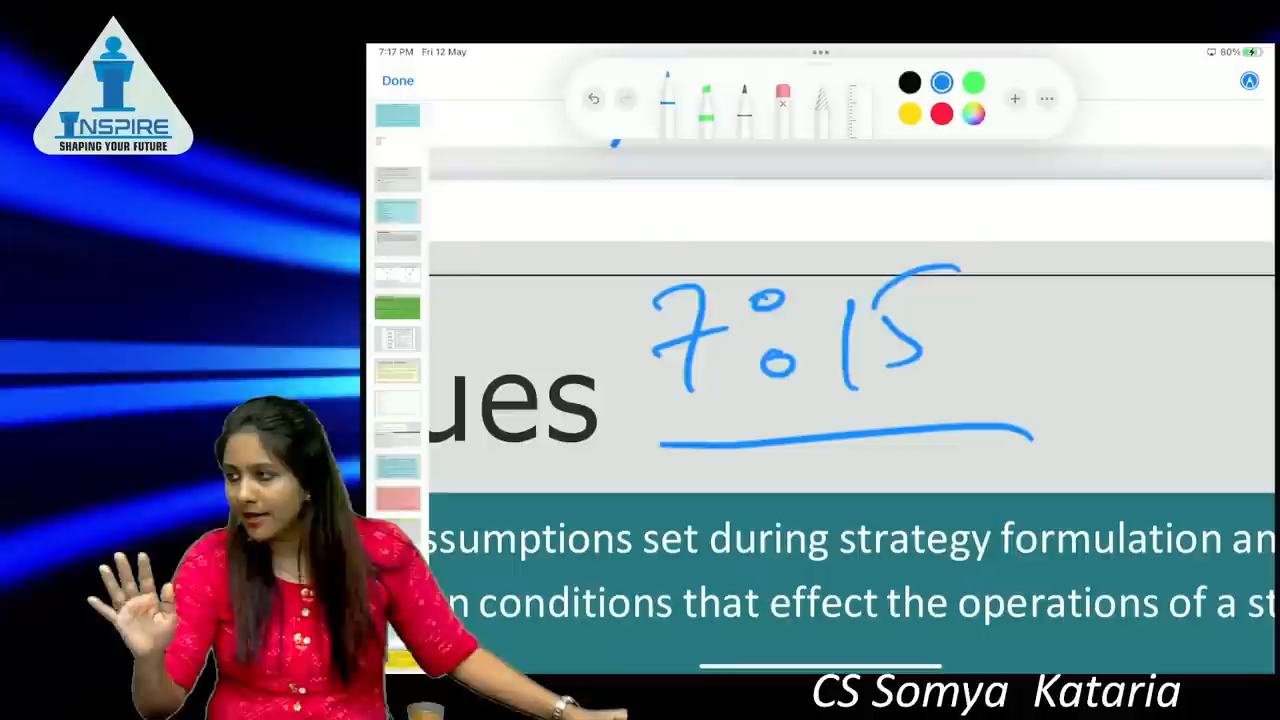 7:17 PM Fri 12 May
80%
Done
INSPIRE
SHAPING YOUR FUTURE
7:15
ues
ssumptions set during strategy formulation an
n conditions that effect the operations of a st
CS Somya Kataria